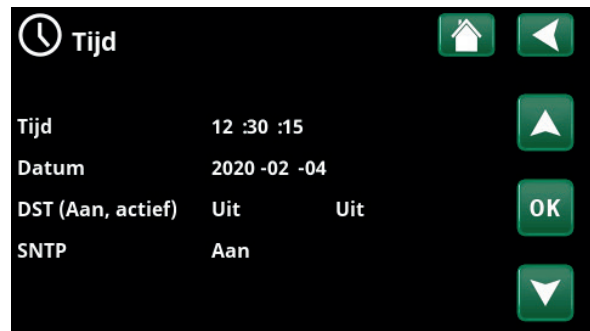 Tijd
Tijd 12 :30 :15
Datum 2020 -02 -04
DST (Aan, actief) Uit Uit
OK
SNTP Aan